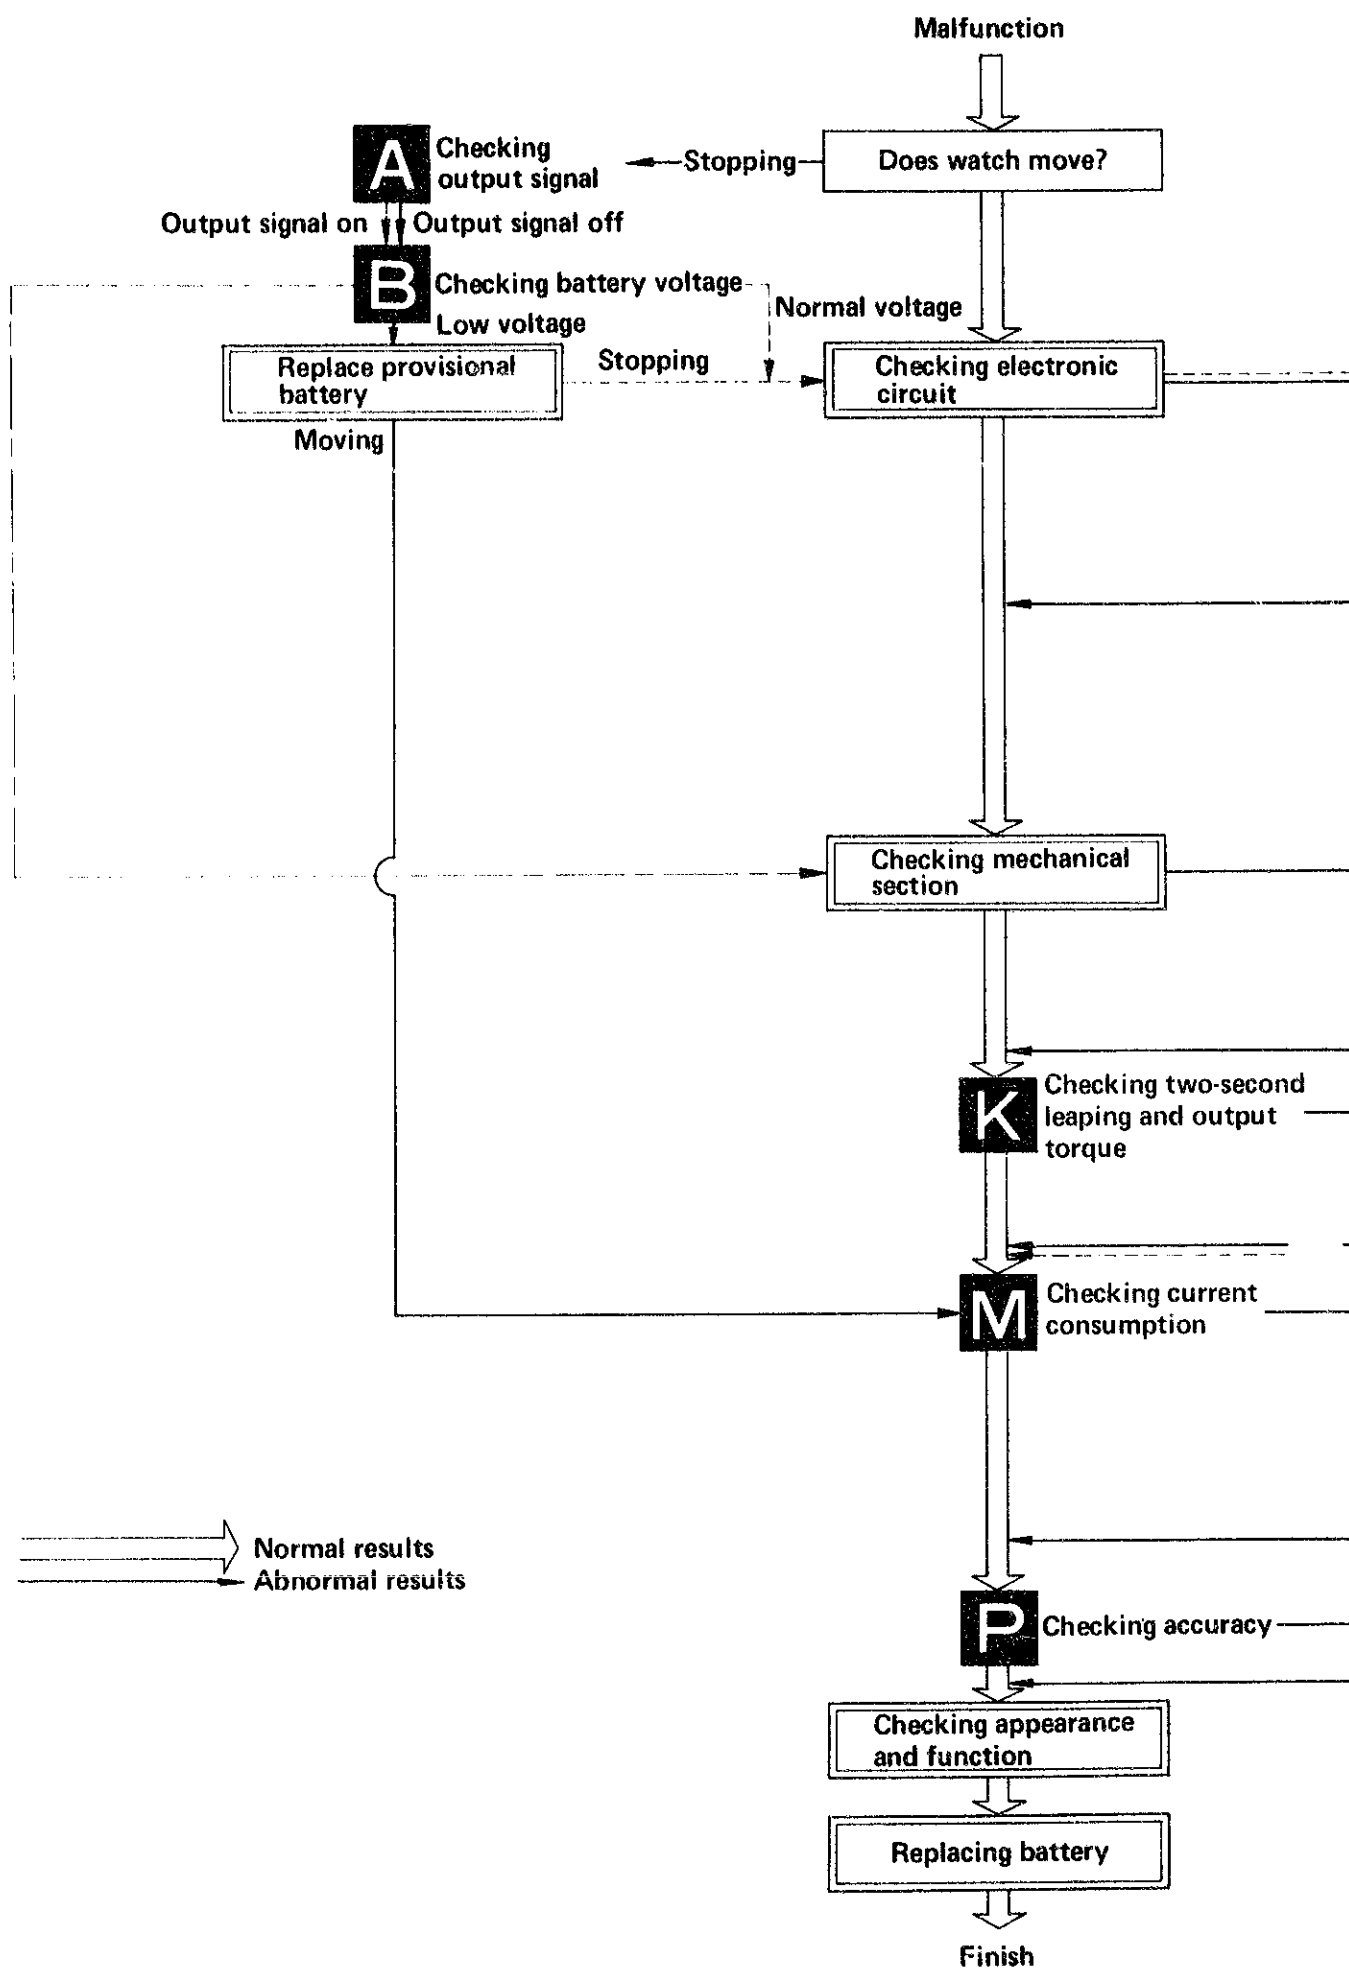 Malfunction
Does watch move?
Stopping
A
Checking
output signal
Output signal on
Output signal off
B
Checking battery voltage
Low voltage
Normal voltage
Replace provisional
battery
Stopping
Checking electronic
circuit
Moving
Checking mechanical
section
K
Checking two-second
leaping and output
torque
M
Checking current
consumption
Normal results
Abnormal results
P
Checking accuracy
Checking appearance
and function
Replacing battery
Finish